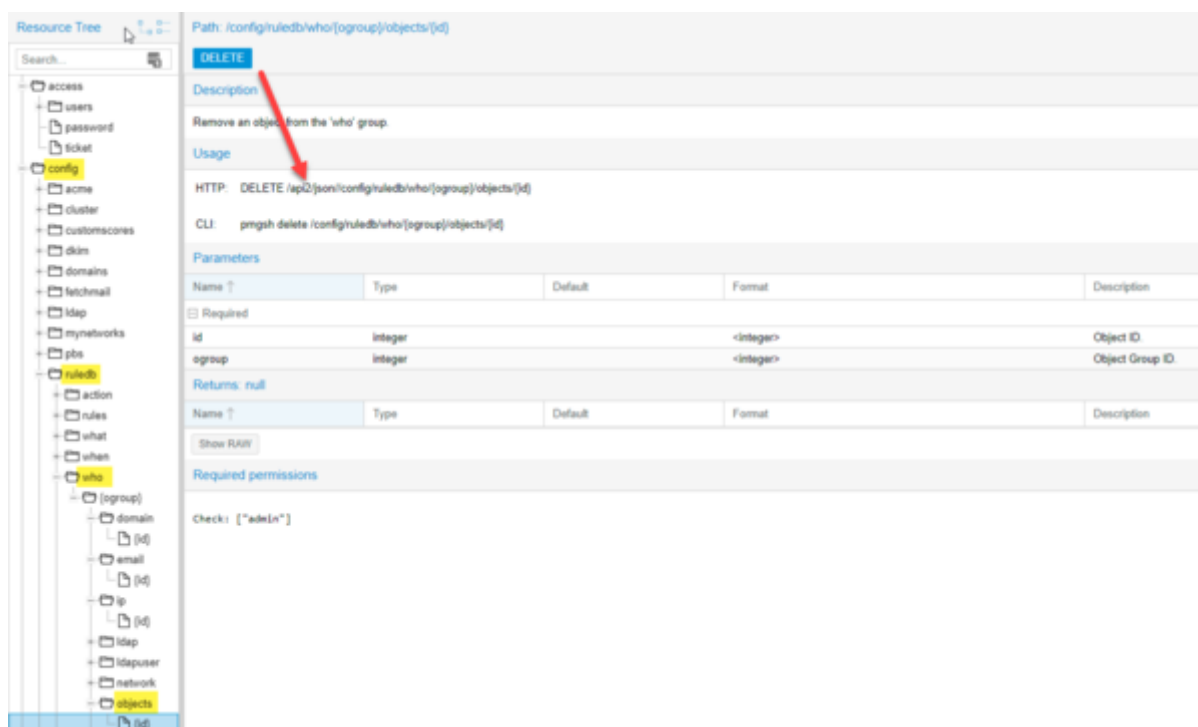 Resource Tree
Search...
access
users
password
ticket
config
acme
cluster
customscores
dkim
domains
fetchmail
ldap
mynetworks
pbs
ruledb
action
rules
what
when
who
{ogroup}
domain
{id}
email
{id}
ip
{id}
ldap
ldapuser
network
objects
{id}
Path: /config/ruledb/who/{ogroup}/objects/{id}
DELETE
Description
Remove an object from the 'who' group.
Usage
HTTP: DELETE /api2/json//config/ruledb/who/{ogroup}/objects/{id}
CLI: pmgsh delete /config/ruledb/who/{ogroup}/objects/{id}
Parameters
Name ↑ Type Default Format Description
Required
id integer <integer> Object ID.
ogroup integer <integer> Object Group ID.
Returns: null
Name ↑ Type Default Format Description
Show RAW
Required permissions
Check: ["admin"]